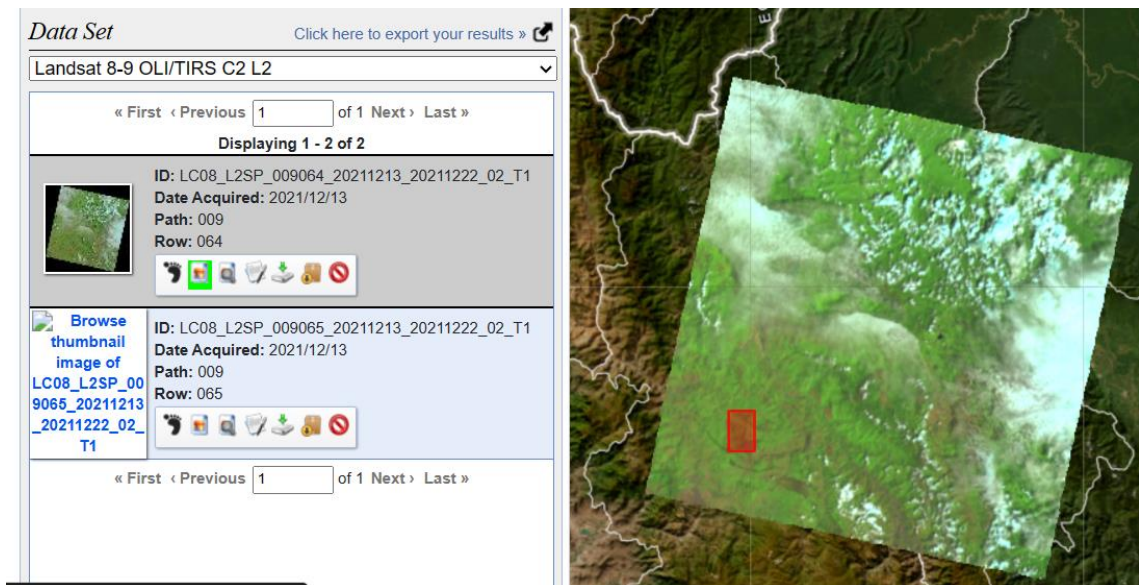 Data Set
Click here to export your results »
Landsat 8-9 OLI/TIRS C2 L2
« First ‹ Previous 1 of 1 Next › Last »
Displaying 1 - 2 of 2
ID: LC08_L2SP_009064_20211213_20211222_02_T1
Date Acquired: 2021/12/13
Path: 009
Row: 064
Browse
thumbnail
image of
LC08_L2SP_00
9065_20211213
_20211222_02_
T1
ID: LC08_L2SP_009065_20211213_20211222_02_T1
Date Acquired: 2021/12/13
Path: 009
Row: 065
« First ‹ Previous 1 of 1 Next › Last »